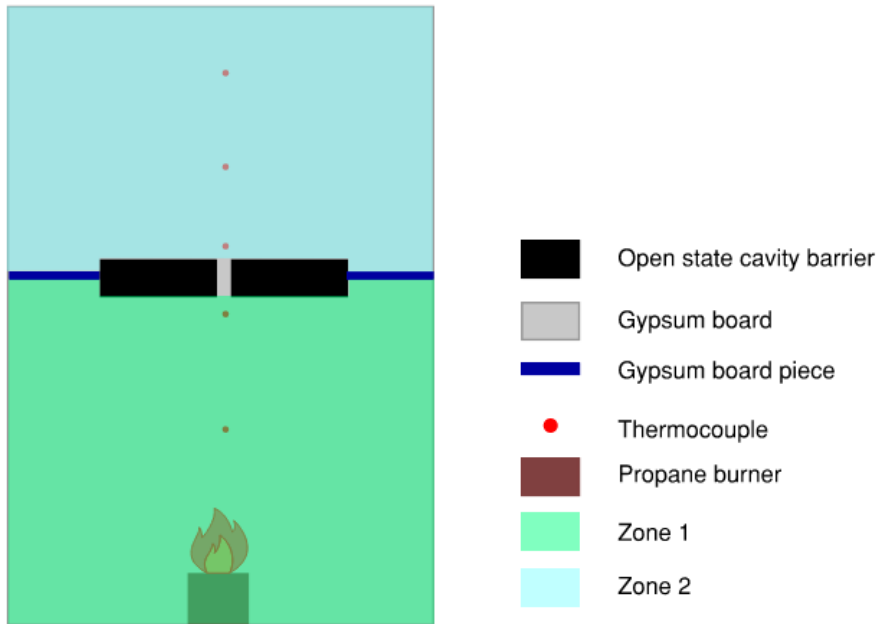 Open state cavity barrier
Gypsum board
Gypsum board piece
Thermocouple
Propane burner
Zone 1
Zone 2